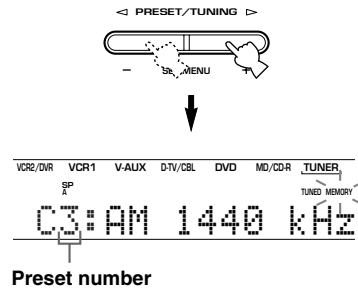 ◁ PRESET/TUNING ▷
– SET MENU +
VCR2/DVR VCR1 V-AUX D-TV/CBL DVD MD/CD-R TUNER
SP
A
TUNED MEMORY
C3:AM 1440 kHz
Preset number